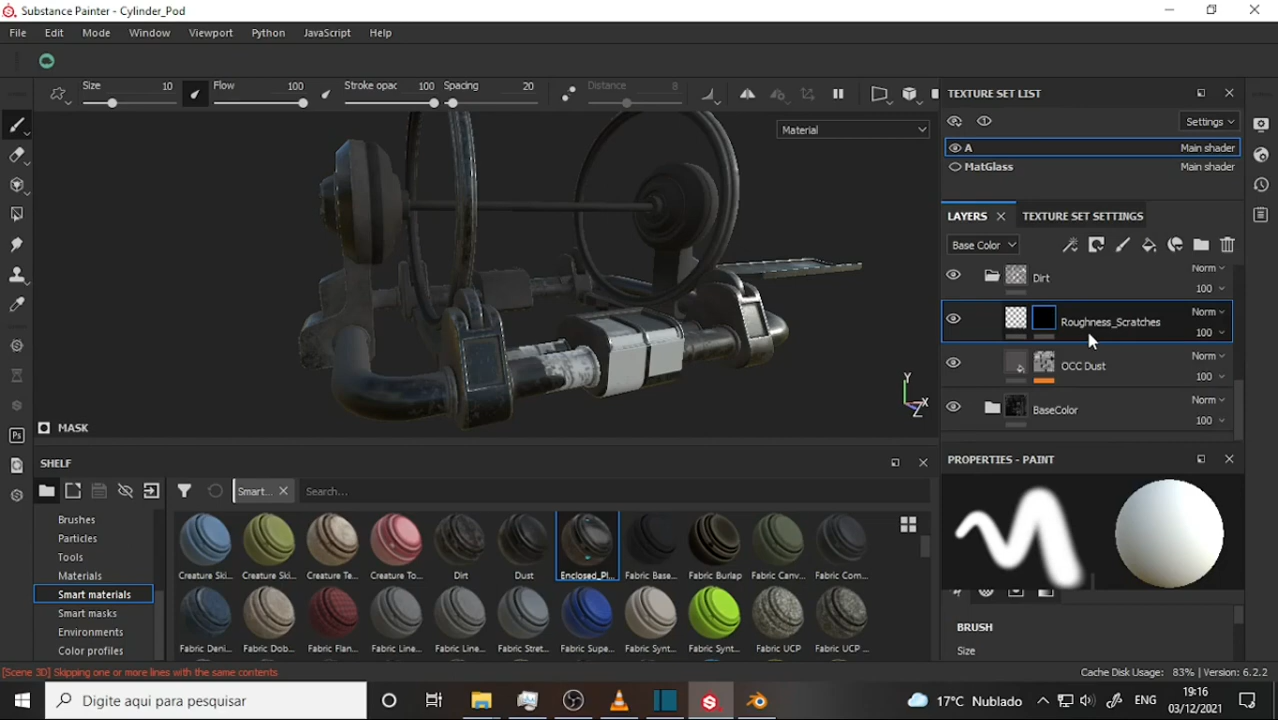 Substance Painter - Cylinder_Pod
File Edit Mode Window Viewport Python JavaScript Help
Size 10 Flow 100 Stroke opac 100 Spacing 20 Distance 8
Material
TEXTURE SET LIST
Settings
A Main shader
MatGlass Main shader
LAYERS TEXTURE SET SETTINGS
Base Color
Dirt Norm 100
Roughness_Scratches Norm 100
OCC Dust Norm 100
BaseColor Norm 100
Y
X
Z
MASK
SHELF
Smart... Search...
Brushes
Particles
Tools
Materials
Smart materials
Smart masks
Environments
Color profiles
Creature Ski... Creature Ski... Creature Te... Creature To... Dirt Dust Enclosed_Pl... Fabric Base... Fabric Burlap Fabric Canv... Fabric Com...
Fabric Deni... Fabric Dob... Fabric Flan... Fabric Line... Fabric Line... Fabric Stret... Fabric Supe... Fabric Synt... Fabric Synt... Fabric UCP Fabric UCP ...
PROPERTIES - PAINT
BRUSH
Size
Ps
[Scene 3D] Skipping one or more lines with the same contents
Cache Disk Usage: 83% | Version: 6.2.2
Digite aqui para pesquisar
17°C Nublado
ENG
19:16
03/12/2021